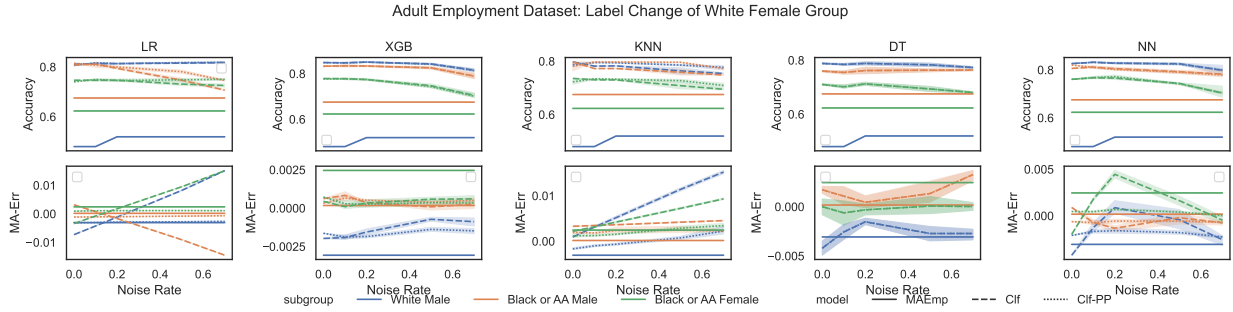 Adult Employment Dataset: Label Change of White Female Group
LR
XGB
KNN
DT
NN
Accuracy
0.8
0.6
Accuracy
0.8
0.6
Accuracy
0.8
0.6
Accuracy
0.8
0.6
Accuracy
0.8
0.6
MA-Err
0.01
0.00
−0.01
MA-Err
0.0025
0.0000
−0.0025
MA-Err
0.01
0.00
MA-Err
0.000
−0.005
MA-Err
0.005
0.000
0.0 0.2 0.4 0.6
0.0 0.2 0.4 0.6
0.0 0.2 0.4 0.6
0.0 0.2 0.4 0.6
0.0 0.2 0.4 0.6
Noise Rate
Noise Rate
Noise Rate
Noise Rate
Noise Rate
subgroup White Male Black or AA Male Black or AA Female model MAEmp Clf Clf-PP